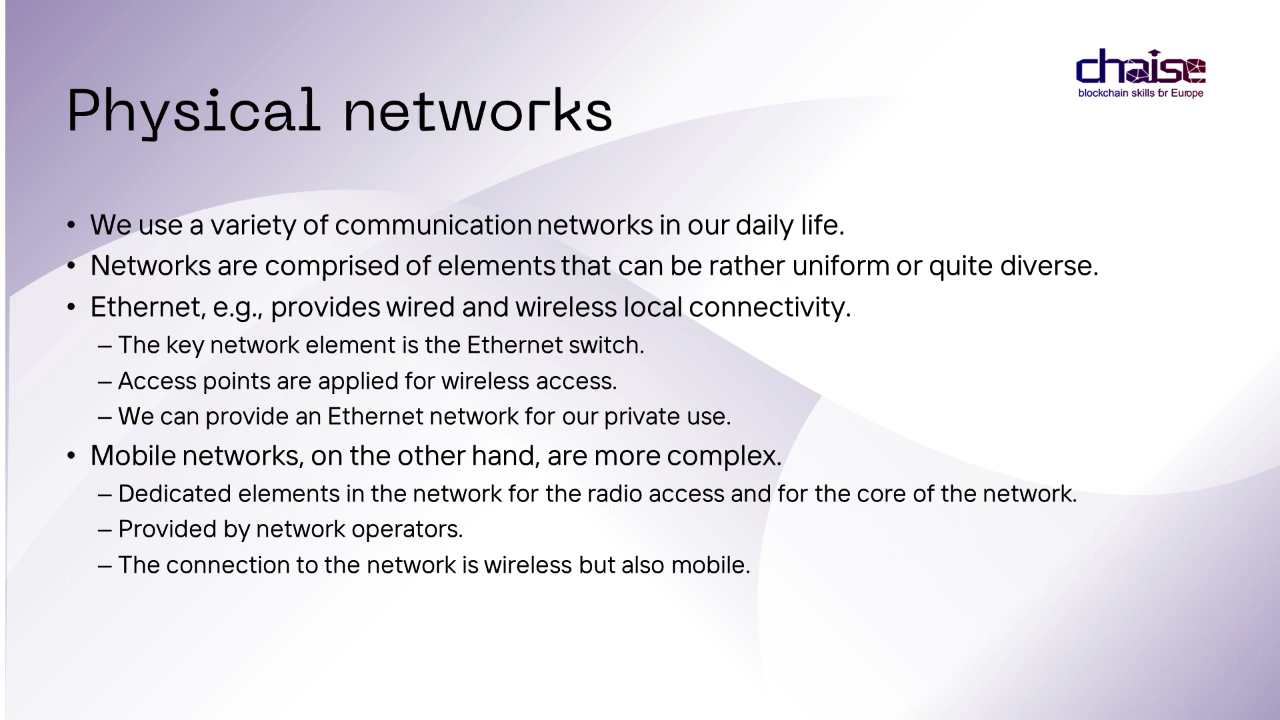 chaise
blockchain skills for Europe
Physical networks
• We use a variety of communication networks in our daily life.
• Networks are comprised of elements that can be rather uniform or quite diverse.
• Ethernet, e.g., provides wired and wireless local connectivity.
– The key network element is the Ethernet switch.
– Access points are applied for wireless access.
– We can provide an Ethernet network for our private use.
• Mobile networks, on the other hand, are more complex.
– Dedicated elements in the network for the radio access and for the core of the network.
– Provided by network operators.
– The connection to the network is wireless but also mobile.